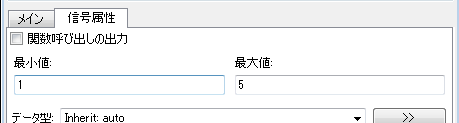 メイン 信号属性
関数呼び出しの出力
最小値: 最大値:
1 5
データ型: Inherit: auto >>